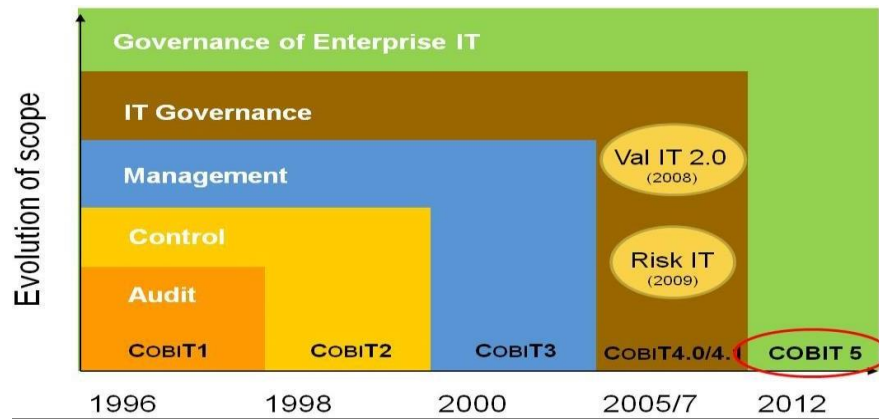 Governance of Enterprise IT
IT Governance
Val IT 2.0
(2008)
Management
Control
Risk IT
(2009)
Audit
COBIT1
COBIT2
COBIT3
COBIT4.0/4.1
COBIT 5
1996
1998
2000
2005/7
2012
Evolution of scope